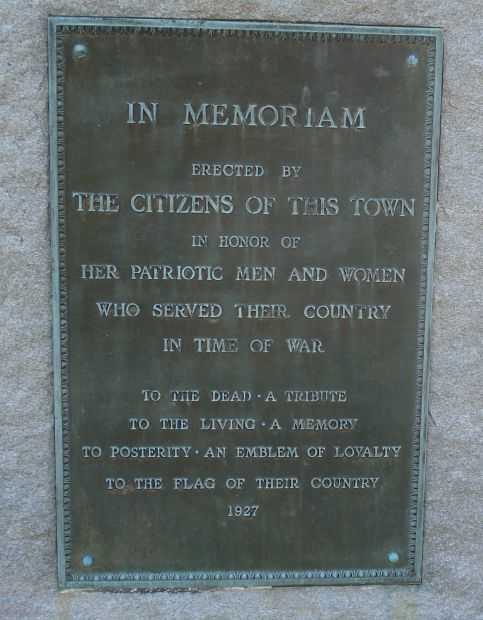 IN MEMORIAM
ERECTED BY
THE CITIZENS OF THIS TOWN
IN HONOR OF
HER PATRIOTIC MEN AND WOMEN
WHO SERVED THEIR COUNTRY
IN TIME OF WAR
TO THE DEAD · A TRIBUTE
TO THE LIVING · A MEMORY
TO POSTERITY · AN EMBLEM OF LOYALTY
TO THE FLAG OF THEIR COUNTRY
1927